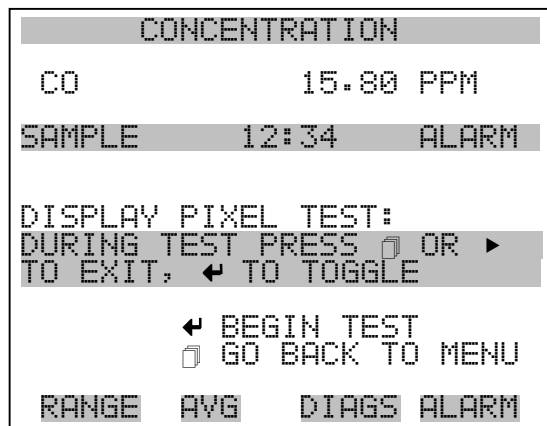 CONCENTRATION
CO 15.80 PPM
SAMPLE 12:34 ALARM
DISPLAY PIXEL TEST:
DURING TEST PRESS OR ►
TO EXIT, ↵ TO TOGGLE
↵ BEGIN TEST
GO BACK TO MENU
RANGE AVG DIAGS ALARM